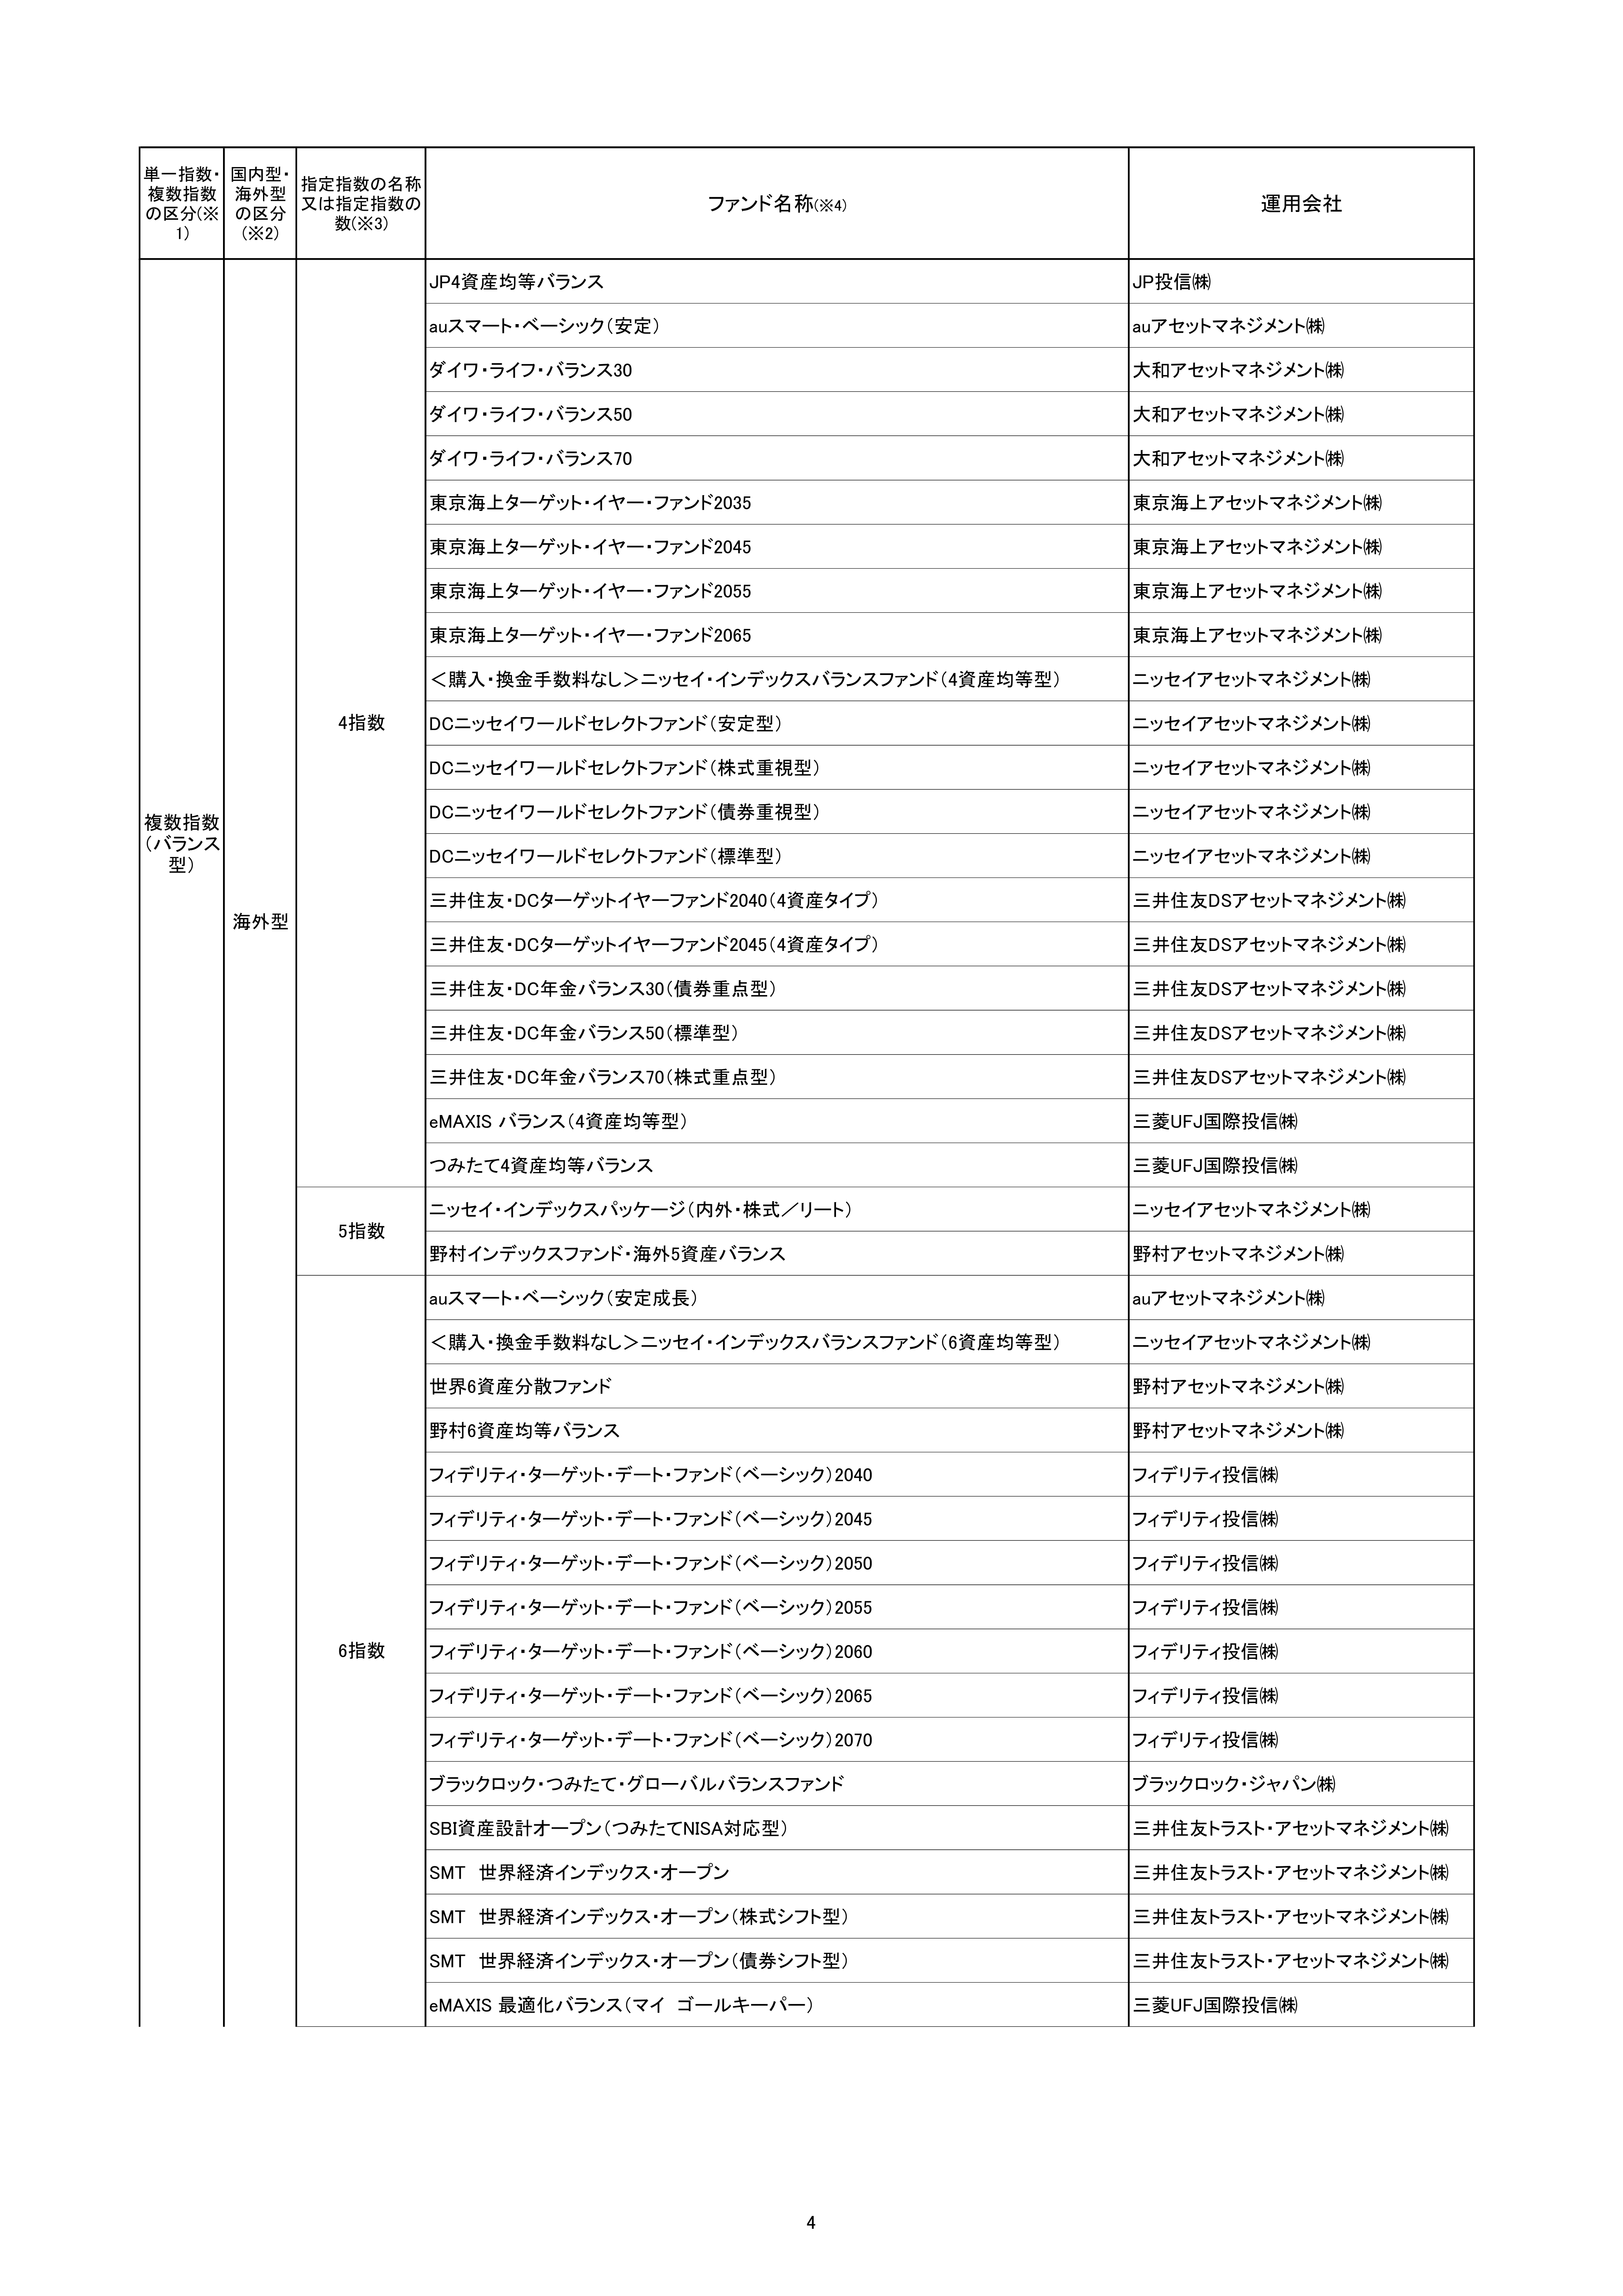 単一指数・
複数指数
の区分(※
1)
国内型・
海外型
の区分
(※2)
指定指数の名称
又は指定指数の
数(※3)
ファンド名称(※4)
運用会社
複数指数
(バランス
型)
海外型
4指数
JP4資産均等バランス JP投信㈱
auスマート・ベーシック(安定) auアセットマネジメント㈱
ダイワ・ライフ・バランス30 大和アセットマネジメント㈱
ダイワ・ライフ・バランス50 大和アセットマネジメント㈱
ダイワ・ライフ・バランス70 大和アセットマネジメント㈱
東京海上ターゲット・イヤー・ファンド2035 東京海上アセットマネジメント㈱
東京海上ターゲット・イヤー・ファンド2045 東京海上アセットマネジメント㈱
東京海上ターゲット・イヤー・ファンド2055 東京海上アセットマネジメント㈱
東京海上ターゲット・イヤー・ファンド2065 東京海上アセットマネジメント㈱
<購入・換金手数料なし>ニッセイ・インデックスバランスファンド(4資産均等型) ニッセイアセットマネジメント㈱
DCニッセイワールドセレクトファンド(安定型) ニッセイアセットマネジメント㈱
DCニッセイワールドセレクトファンド(株式重視型) ニッセイアセットマネジメント㈱
DCニッセイワールドセレクトファンド(債券重視型) ニッセイアセットマネジメント㈱
DCニッセイワールドセレクトファンド(標準型) ニッセイアセットマネジメント㈱
三井住友・DCターゲットイヤーファンド2040(4資産タイプ) 三井住友DSアセットマネジメント㈱
三井住友・DCターゲットイヤーファンド2045(4資産タイプ) 三井住友DSアセットマネジメント㈱
三井住友・DC年金バランス30(債券重点型) 三井住友DSアセットマネジメント㈱
三井住友・DC年金バランス50(標準型) 三井住友DSアセットマネジメント㈱
三井住友・DC年金バランス70(株式重点型) 三井住友DSアセットマネジメント㈱
eMAXIS バランス(4資産均等型) 三菱UFJ国際投信㈱
つみたて4資産均等バランス 三菱UFJ国際投信㈱
5指数
ニッセイ・インデックスパッケージ(内外・株式/リート) ニッセイアセットマネジメント㈱
野村インデックスファンド・海外5資産バランス 野村アセットマネジメント㈱
6指数
auスマート・ベーシック(安定成長) auアセットマネジメント㈱
<購入・換金手数料なし>ニッセイ・インデックスバランスファンド(6資産均等型) ニッセイアセットマネジメント㈱
世界6資産分散ファンド 野村アセットマネジメント㈱
野村6資産均等バランス 野村アセットマネジメント㈱
フィデリティ・ターゲット・デート・ファンド(ベーシック)2040 フィデリティ投信㈱
フィデリティ・ターゲット・デート・ファンド(ベーシック)2045 フィデリティ投信㈱
フィデリティ・ターゲット・デート・ファンド(ベーシック)2050 フィデリティ投信㈱
フィデリティ・ターゲット・デート・ファンド(ベーシック)2055 フィデリティ投信㈱
フィデリティ・ターゲット・デート・ファンド(ベーシック)2060 フィデリティ投信㈱
フィデリティ・ターゲット・デート・ファンド(ベーシック)2065 フィデリティ投信㈱
フィデリティ・ターゲット・デート・ファンド(ベーシック)2070 フィデリティ投信㈱
ブラックロック・つみたて・グローバルバランスファンド ブラックロック・ジャパン㈱
SBI資産設計オープン(つみたてNISA対応型) 三井住友トラスト・アセットマネジメント㈱
SMT 世界経済インデックス・オープン 三井住友トラスト・アセットマネジメント㈱
SMT 世界経済インデックス・オープン(株式シフト型) 三井住友トラスト・アセットマネジメント㈱
SMT 世界経済インデックス・オープン(債券シフト型) 三井住友トラスト・アセットマネジメント㈱
eMAXIS 最適化バランス(マイ ゴールキーパー) 三菱UFJ国際投信㈱
4